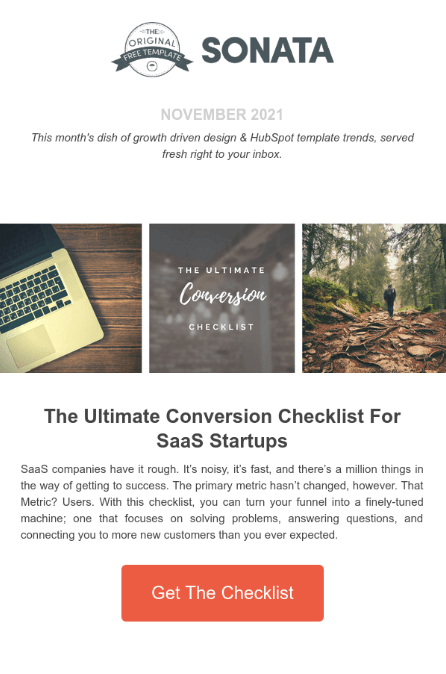 THE
ORIGINAL
FREE TEMPLATE
SONATA
NOVEMBER 2021
This month's dish of growth driven design & HubSpot template trends, served
fresh right to your inbox.
THE ULTIMATE
Conversion
CHECKLIST
The Ultimate Conversion Checklist For
SaaS Startups
SaaS companies have it rough. It’s noisy, it’s fast, and there’s a million things in
the way of getting to success. The primary metric hasn’t changed, however. That
Metric? Users. With this checklist, you can turn your funnel into a finely-tuned
machine; one that focuses on solving problems, answering questions, and
connecting you to more new customers than you ever expected.
Get The Checklist